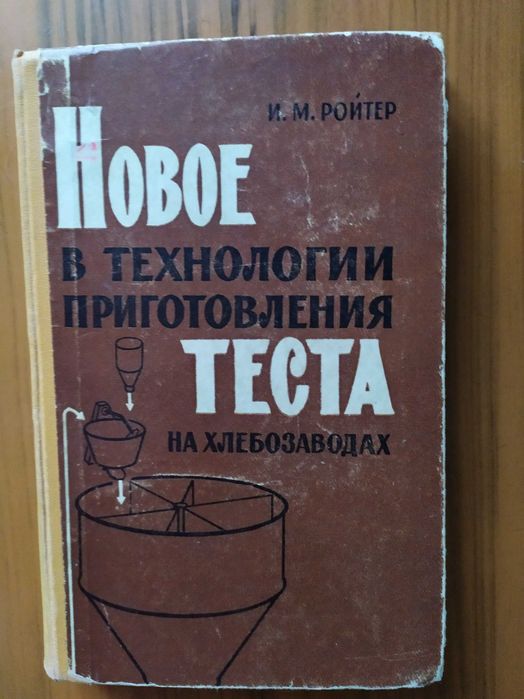 И. М. РОЙТЕР
НОВОЕ
В ТЕХНОЛОГИИ
ПРИГОТОВЛЕНИЯ
ТЕСТА
НА ХЛЕБОЗАВОДАХ